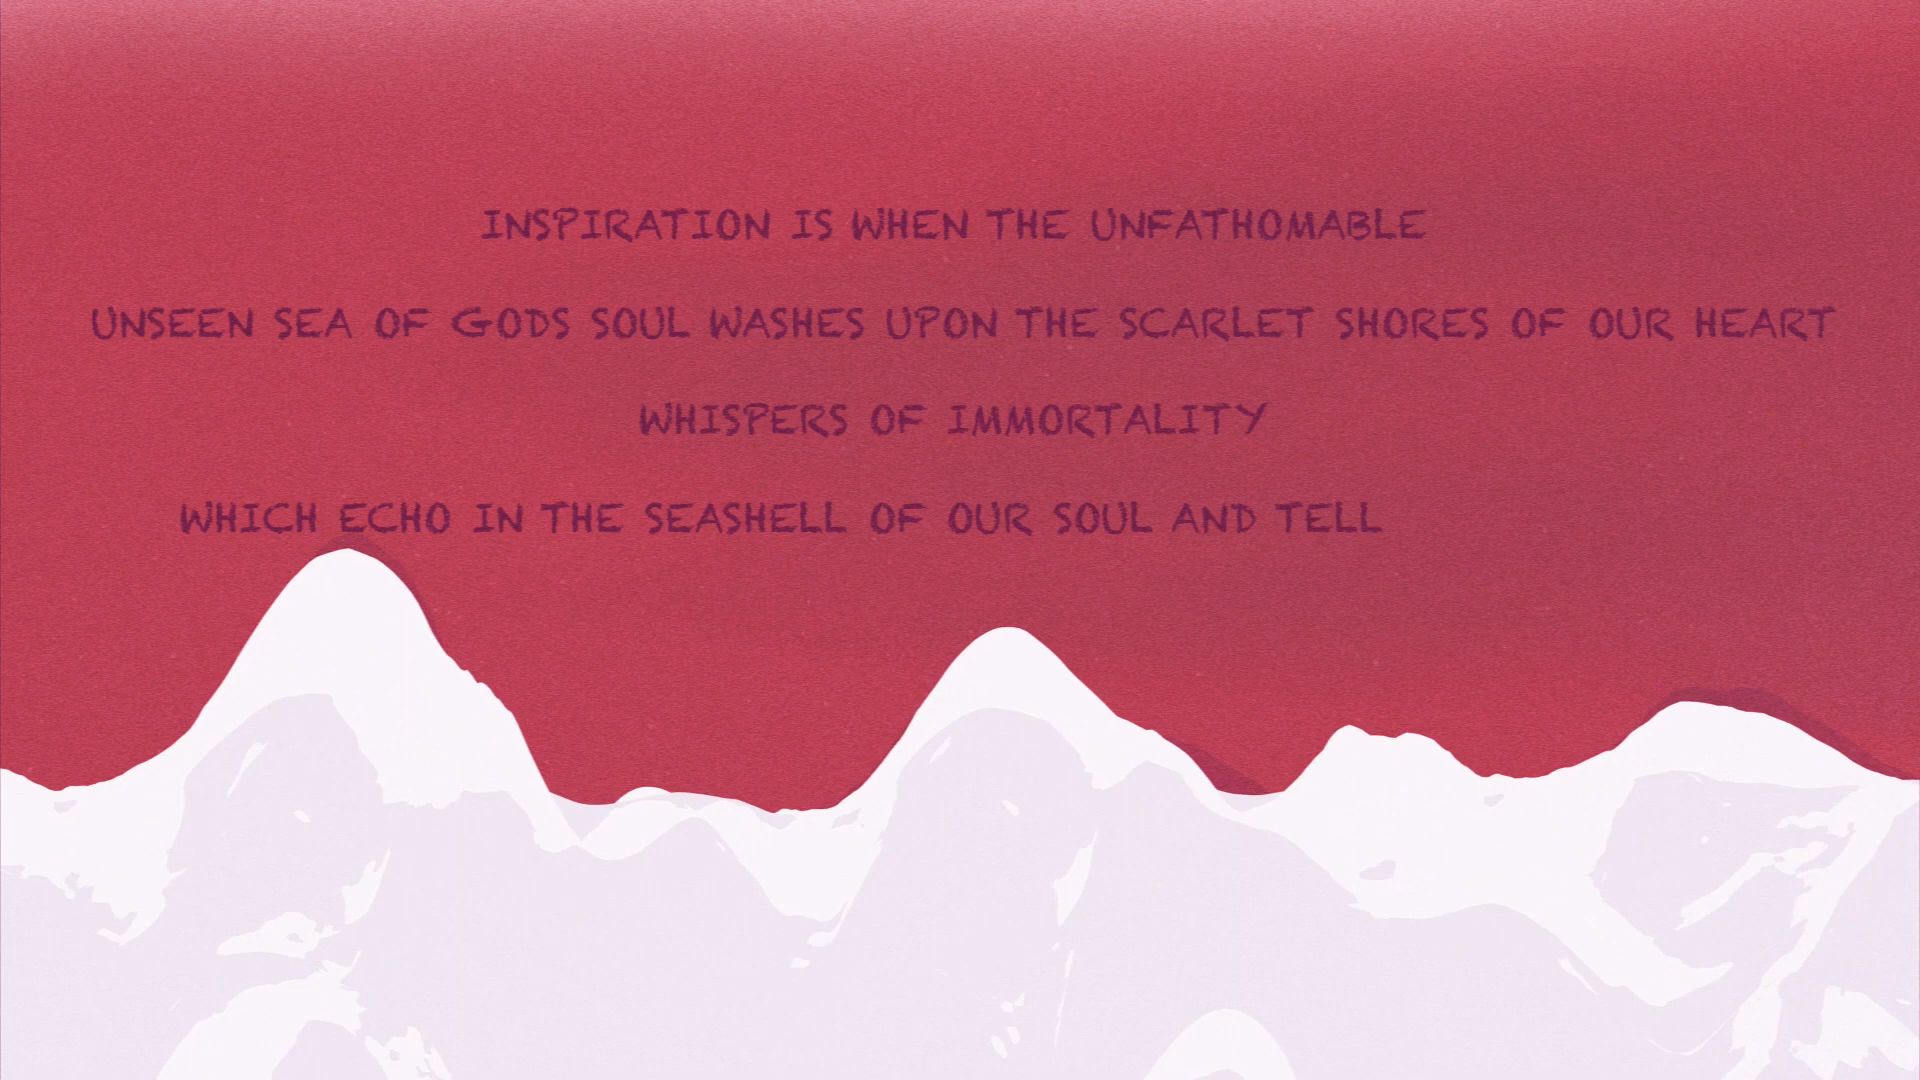 INSPIRATION IS WHEN THE UNFATHOMABLE
UNSEEN SEA OF GODS SOUL WASHES UPON THE SCARLET SHORES OF OUR HEART
WHISPERS OF IMMORTALITY
WHICH ECHO IN THE SEASHELL OF OUR SOUL AND TELL